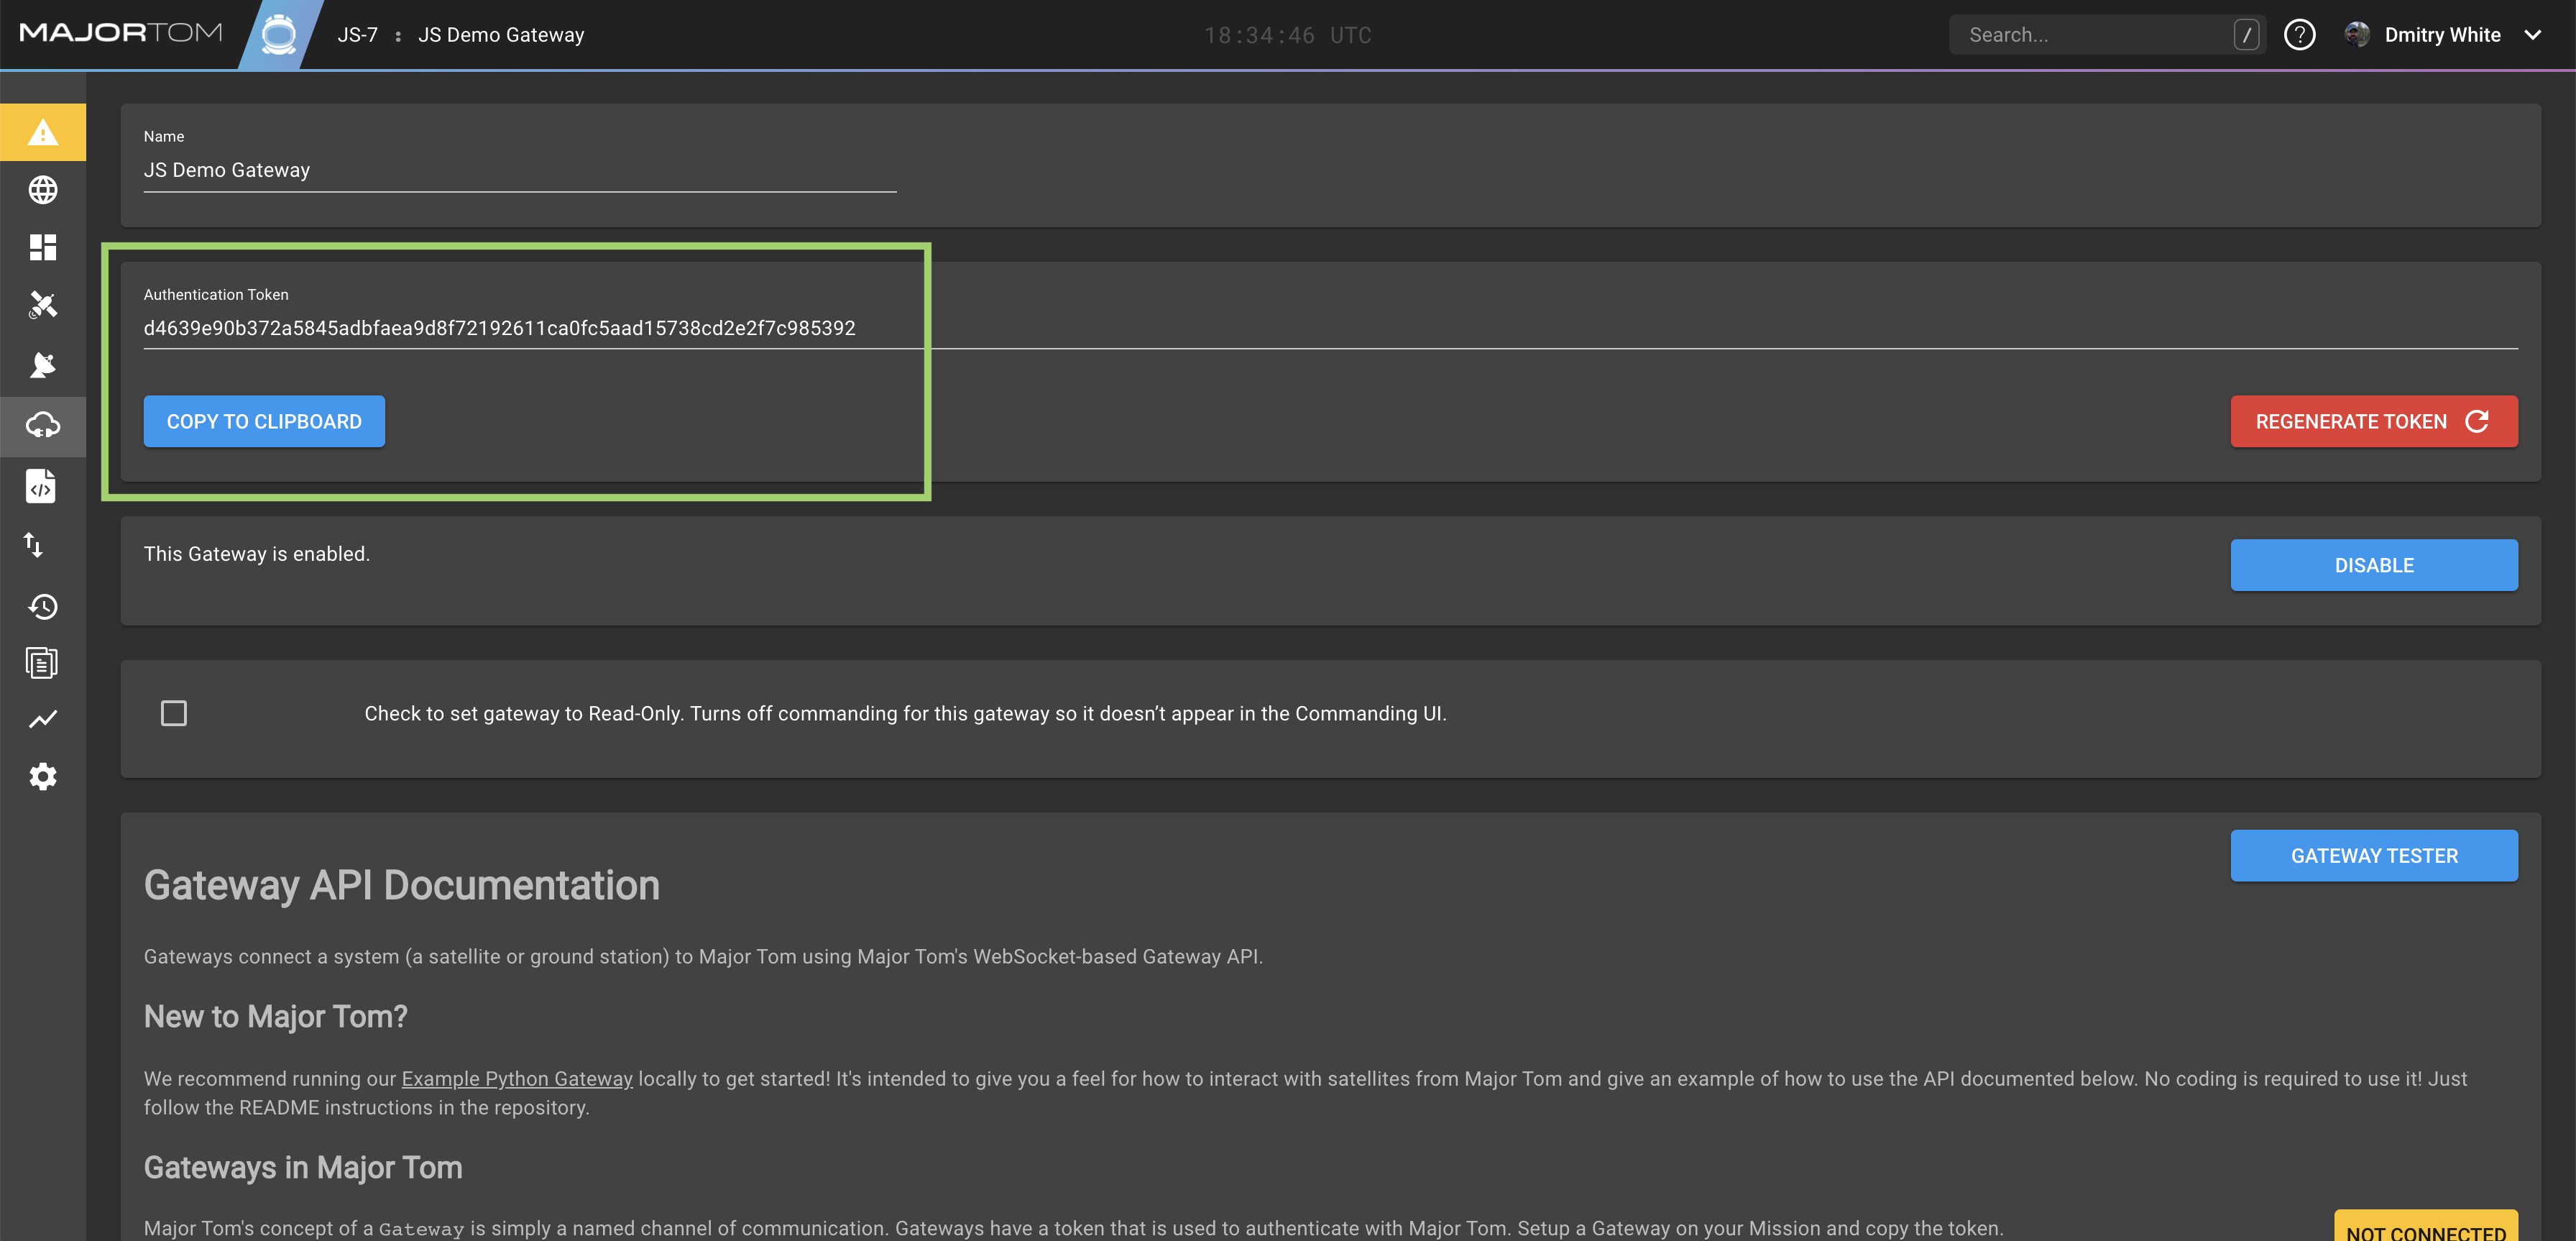 MAJORTOM
JS-7 : JS Demo Gateway
18:34:46 UTC
Search...
/
?
Dmitry White
Name
JS Demo Gateway
Authentication Token
d4639e90b372a5845adbfaea9d8f72192611ca0fc5aad15738cd2e2f7c985392
COPY TO CLIPBOARD
REGENERATE TOKEN
This Gateway is enabled.
DISABLE
Check to set gateway to Read-Only. Turns off commanding for this gateway so it doesn’t appear in the Commanding UI.
GATEWAY TESTER
Gateway API Documentation
Gateways connect a system (a satellite or ground station) to Major Tom using Major Tom's WebSocket-based Gateway API.
New to Major Tom?
We recommend running our Example Python Gateway locally to get started! It's intended to give you a feel for how to interact with satellites from Major Tom and give an example of how to use the API documented below. No coding is required to use it! Just
follow the README instructions in the repository.
Gateways in Major Tom
Major Tom's concept of a Gateway is simply a named channel of communication. Gateways have a token that is used to authenticate with Major Tom. Setup a Gateway on your Mission and copy the token.
NOT CONNECTED